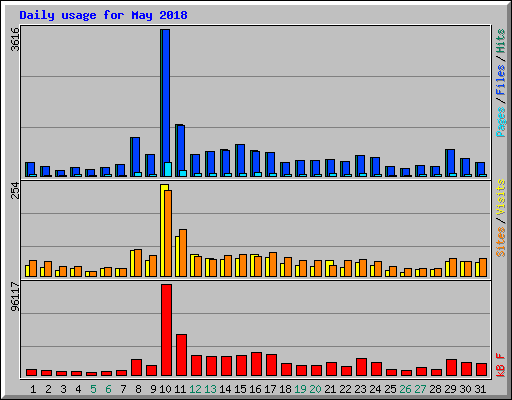 Daily usage for May 2018
3616
Pages / Files / Hits
254
Sites / Visits
96117
kB F
1 2 3 4 5 6 7 8 9 10 11 12 13 14 15 16 17 18 19 20 21 22 23 24 25 26 27 28 29 30 31